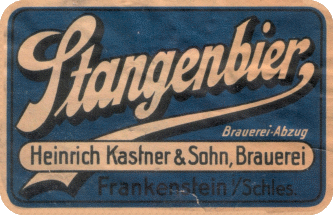 Stangenbier,
Brauerei-Abzug
Heinrich Kastner & Sohn, Brauerei
Frankenstein i/Schles.